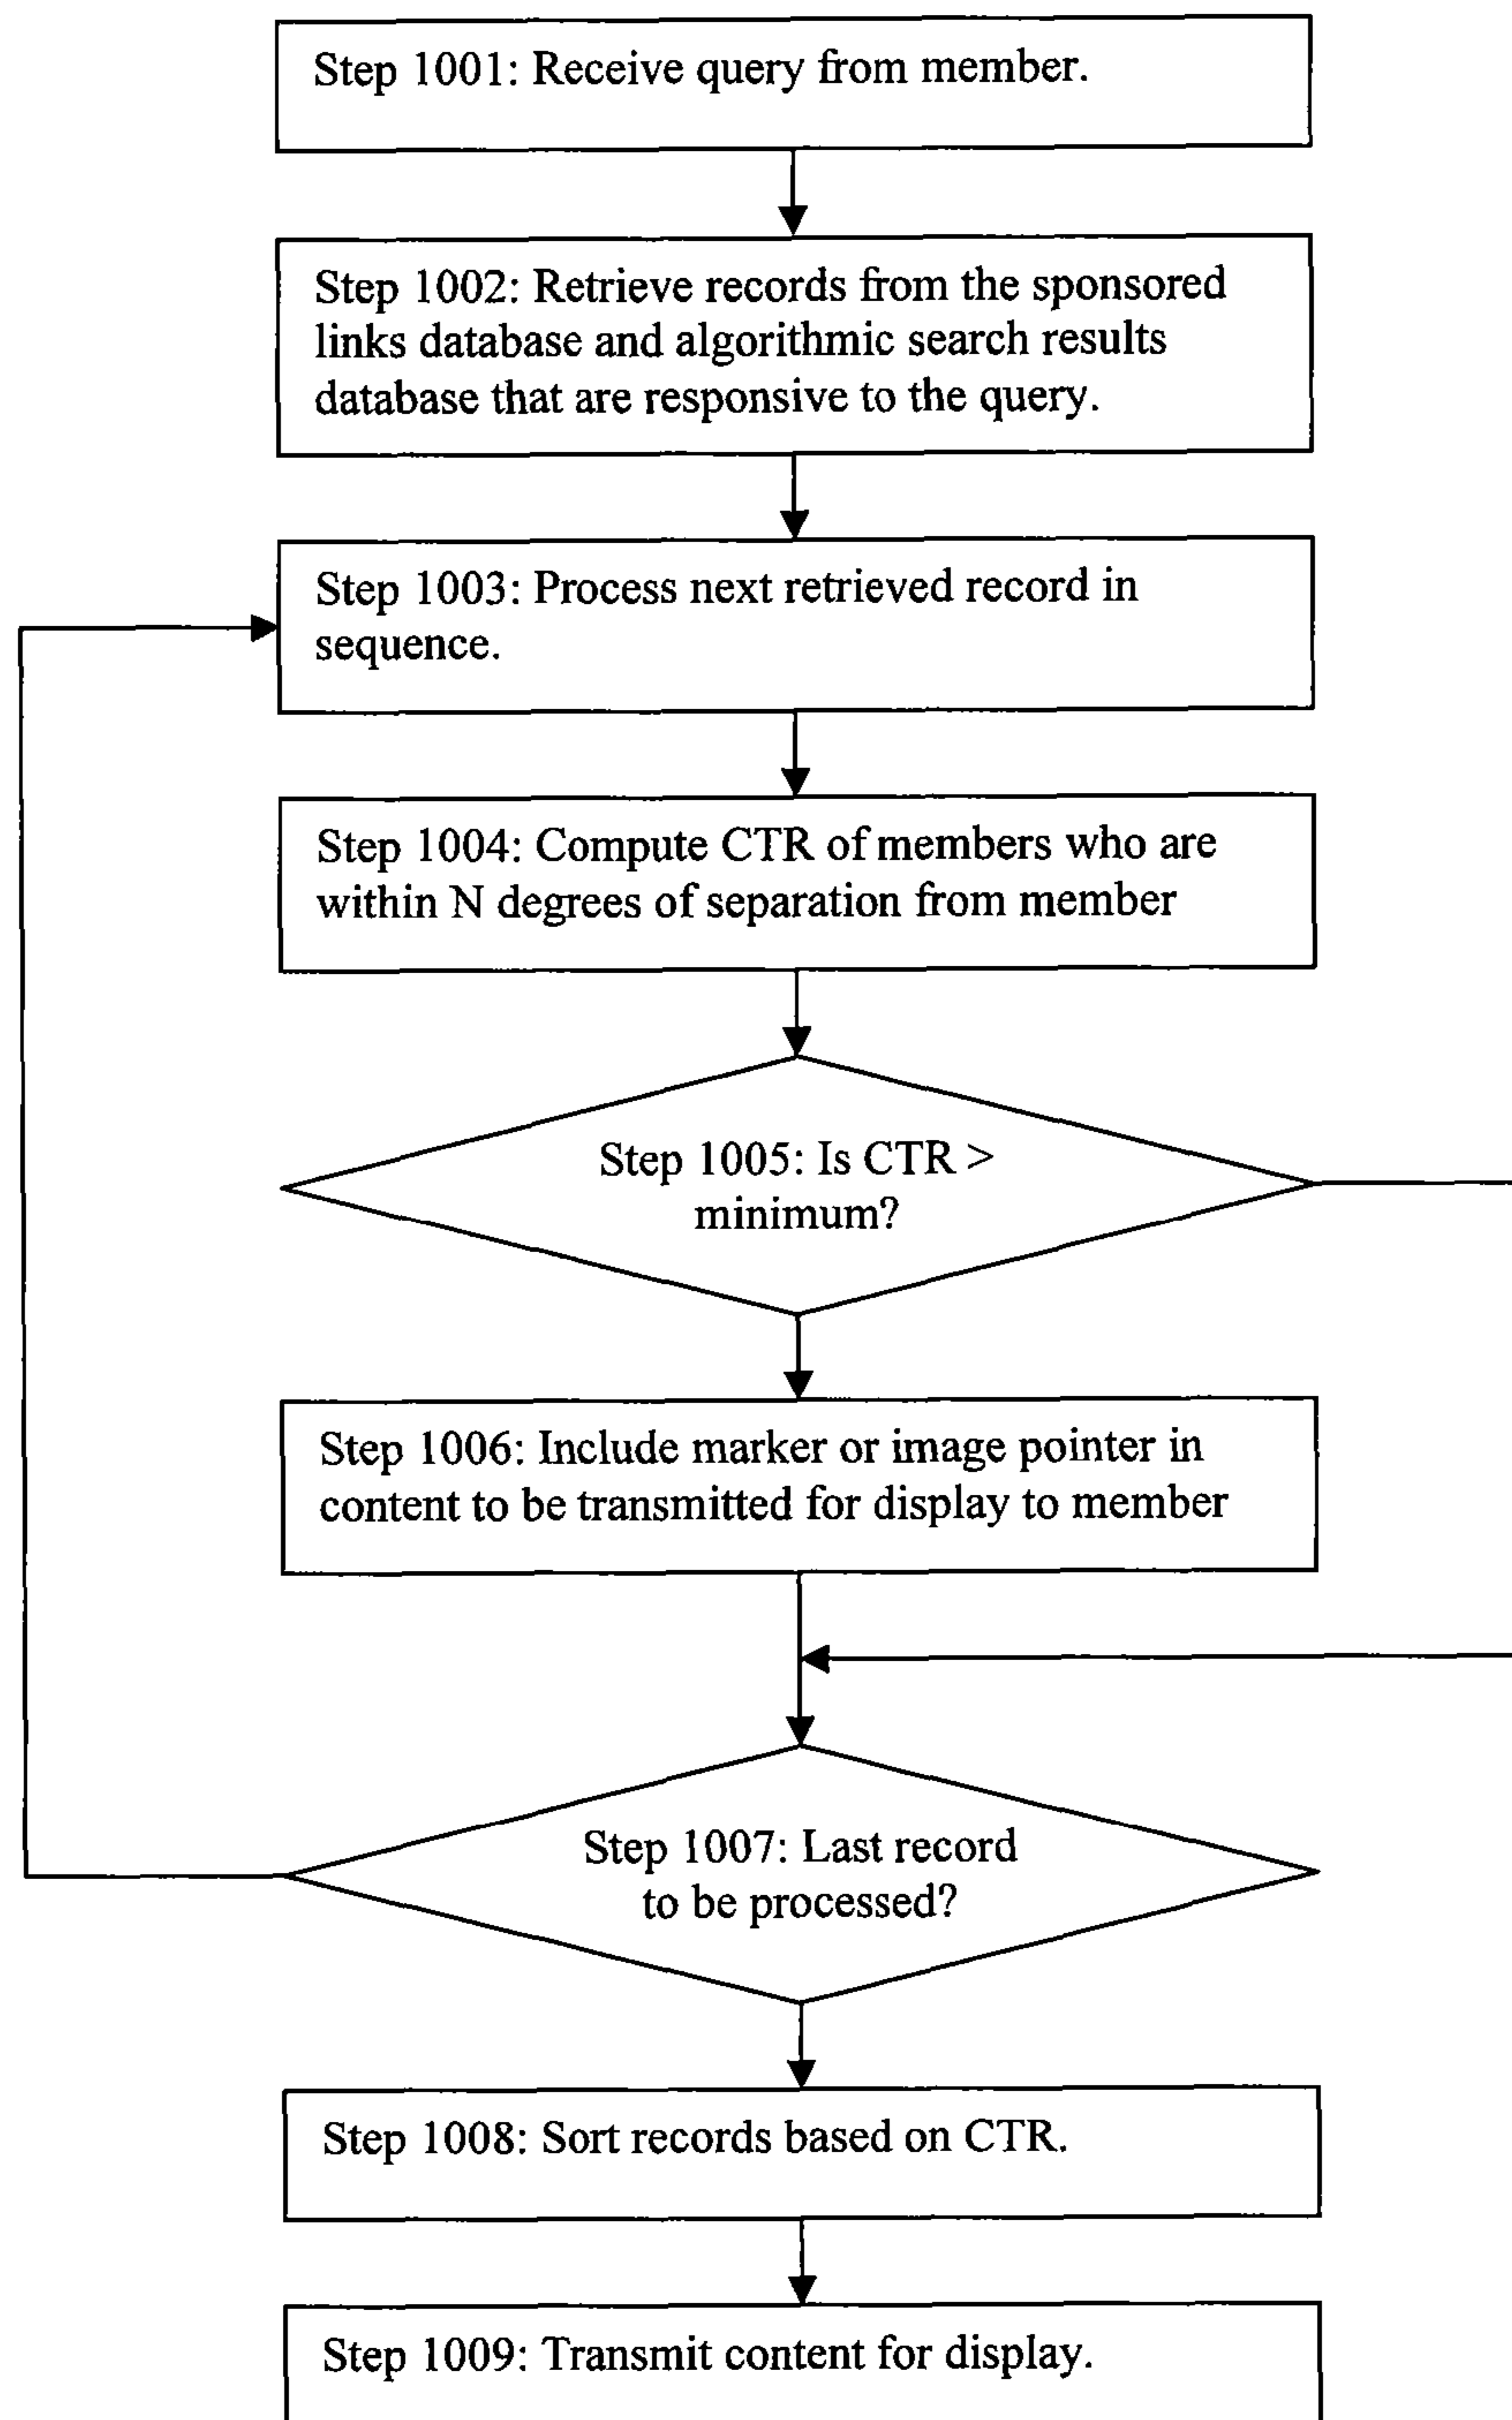 Step 1001: Receive query from member.
Step 1002: Retrieve records from the sponsored
links database and algorithmic search results
database that are responsive to the query.
Step 1003: Process next retrieved record in
sequence.
Step 1004: Compute CTR of members who are
within N degrees of separation from member
Step 1005: Is CTR >
minimum?
Step 1006: Include marker or image pointer in
content to be transmitted for display to member
Step 1007: Last record
to be processed?
Step 1008: Sort records based on CTR.
Step 1009: Transmit content for display.